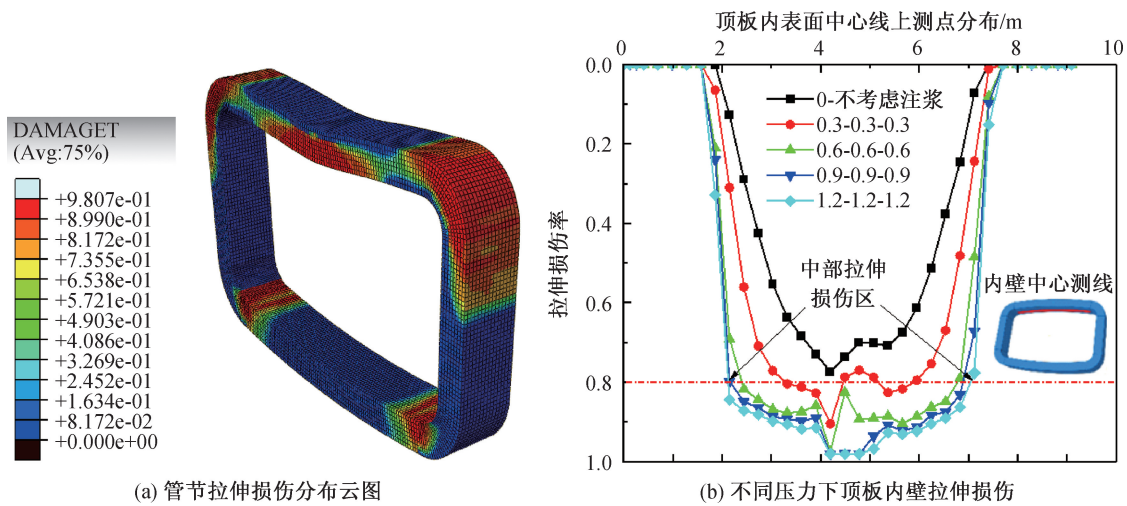 DAMAGET
(Avg:75%)
+9.807e-01
+8.990e-01
+8.172e-01
+7.355e-01
+6.538e-01
+5.721e-01
+4.903e-01
+4.086e-01
+3.269e-01
+2.452e-01
+1.634e-01
+8.172e-02
+0.000e+00
(a) 管节拉伸损伤分布云图
顶板内表面中心线上测点分布/m
0 2 4 6 8 10
0.0
0.2
0.4
0.6
0.8
1.0
拉伸损伤率
0-不考虑注浆
0.3-0.3-0.3
0.6-0.6-0.6
0.9-0.9-0.9
1.2-1.2-1.2
中部拉伸
损伤区
内壁中心测线
(b) 不同压力下顶板内壁拉伸损伤